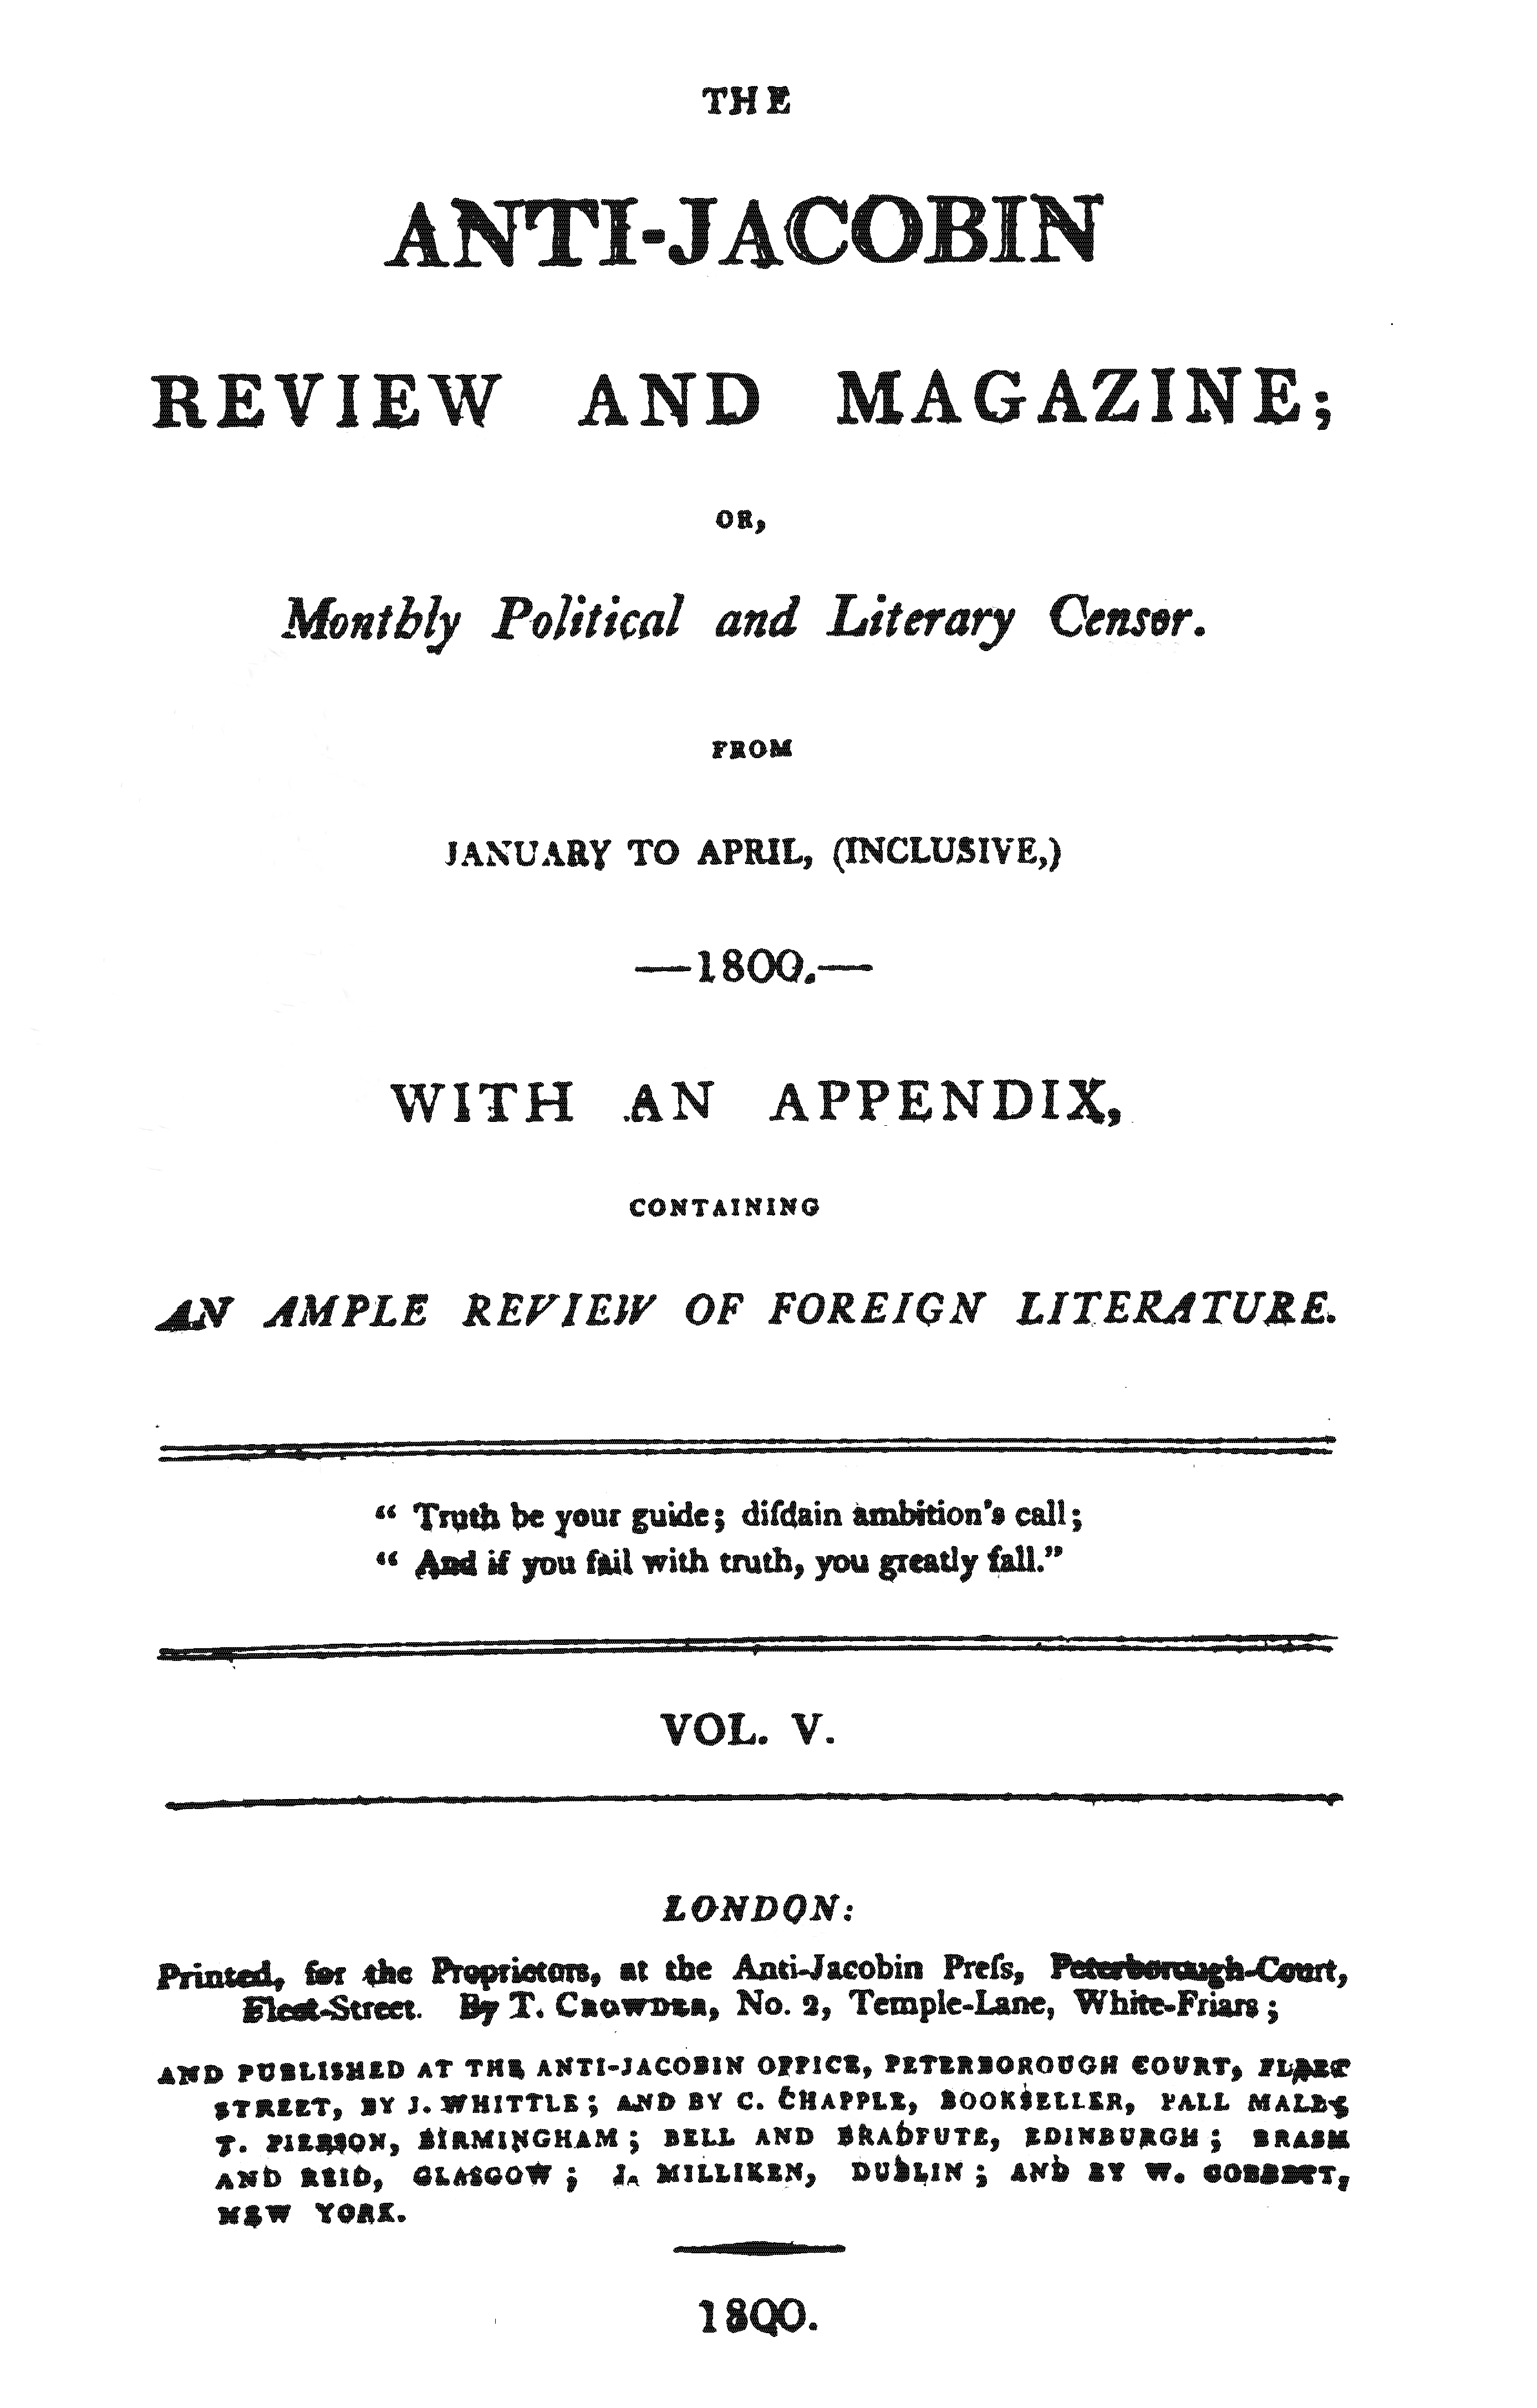 THE
ANTI-JACOBIN
REVIEW AND MAGAZINE;
OR,
Monthly Political and Literary Censor.
FROM
JANUARY TO APRIL, (INCLUSIVE,)
—1800.—
WITH AN APPENDIX,
CONTAINING
AN AMPLE REVIEW OF FOREIGN LITERATURE.
“ Truth be your guide; diſdain ambition's call;
“ And if you fail with truth, you greatly fall.”
VOL. V.
LONDON:
Printed, for the Proprietors, at the Anti-Jacobin Preſs, Peterborough-Court,
Fleet-Street. By T. CROWDER, No. 2, Temple-Lane, White-Friars;
AND PUBLISHED AT THE ANTI-JACOBIN OFFICE, PETERBOROUGH COURT, FLEET
STREET, BY J. WHITTLE; AND BY C. CHAPPLE, BOOKSELLER, PALL MALL;
T. PIERSON, BIRMINGHAM; BELL AND BRADFUTE, EDINBURGH; BRASH
AND REID, GLASGOW; J. MILLIKEN, DUBLIN; AND BY W. COBBETT,
NEW YORK.
1800.